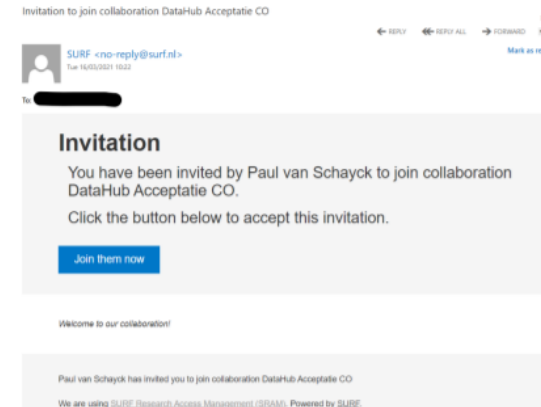 Invitation to join collaboration DataHub Acceptatie CO
REPLY REPLY ALL FORWARD
SURF <no-reply@surf.nl>
Mark as re
Tue 16/03/2021 10:22
To:
Invitation
You have been invited by Paul van Schayck to join collaboration
DataHub Acceptatie CO.
Click the button below to accept this invitation.
Join them now
Welcome to our collaboration!
Paul van Schayck has invited you to join collaboration DataHub Acceptatie CO
We are using SURF Research Access Management (SRAM). Powered by SURF.